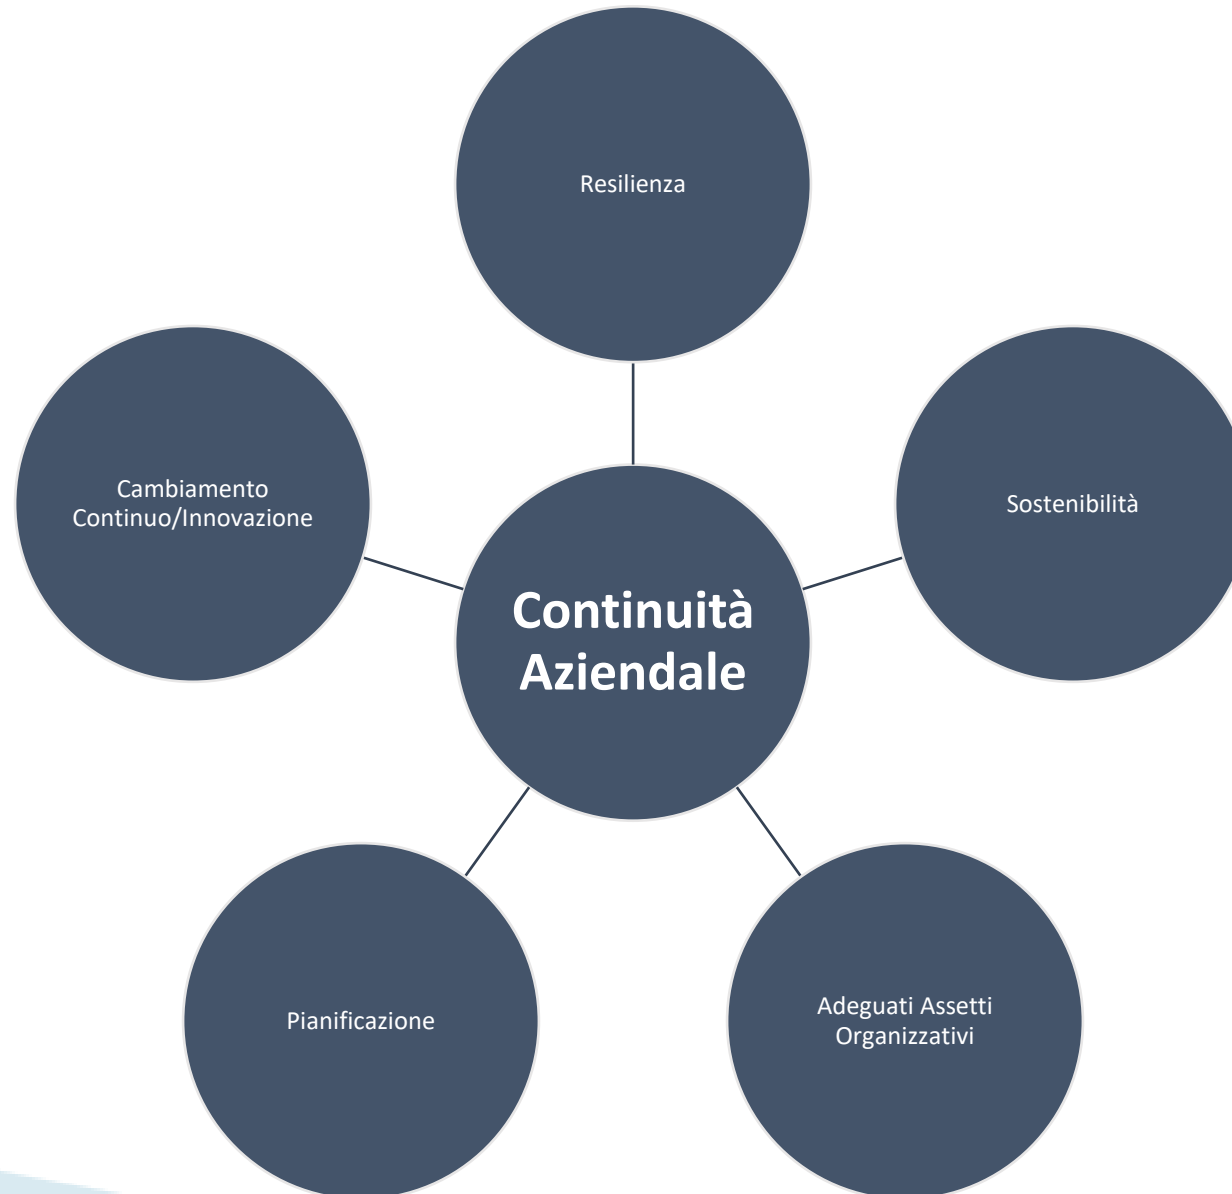 Resilienza
Cambiamento
Continuo/Innovazione
Sostenibilità
Continuità
Aziendale
Pianificazione
Adeguati Assetti
Organizzativi